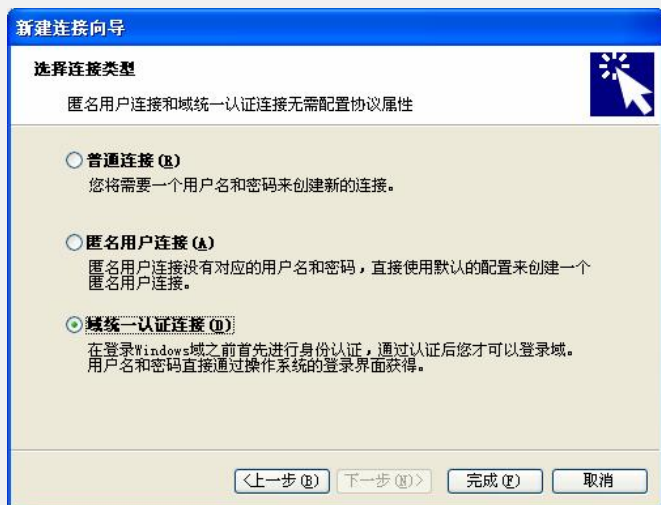 新建连接向导
选择连接类型
匿名用户连接和域统一认证连接无需配置协议属性
普通连接(R)
您将需要一个用户名和密码来创建新的连接。
匿名用户连接(A)
匿名用户连接没有对应的用户名和密码，直接使用默认的配置来创建一个
匿名用户连接。
域统一认证连接(D)
在登录Windows域之前首先进行身份认证，通过认证后您才可以登录域。
用户名和密码直接通过操作系统的登录界面获得。
<上一步(B) 下一步(N)> 完成(F) 取消